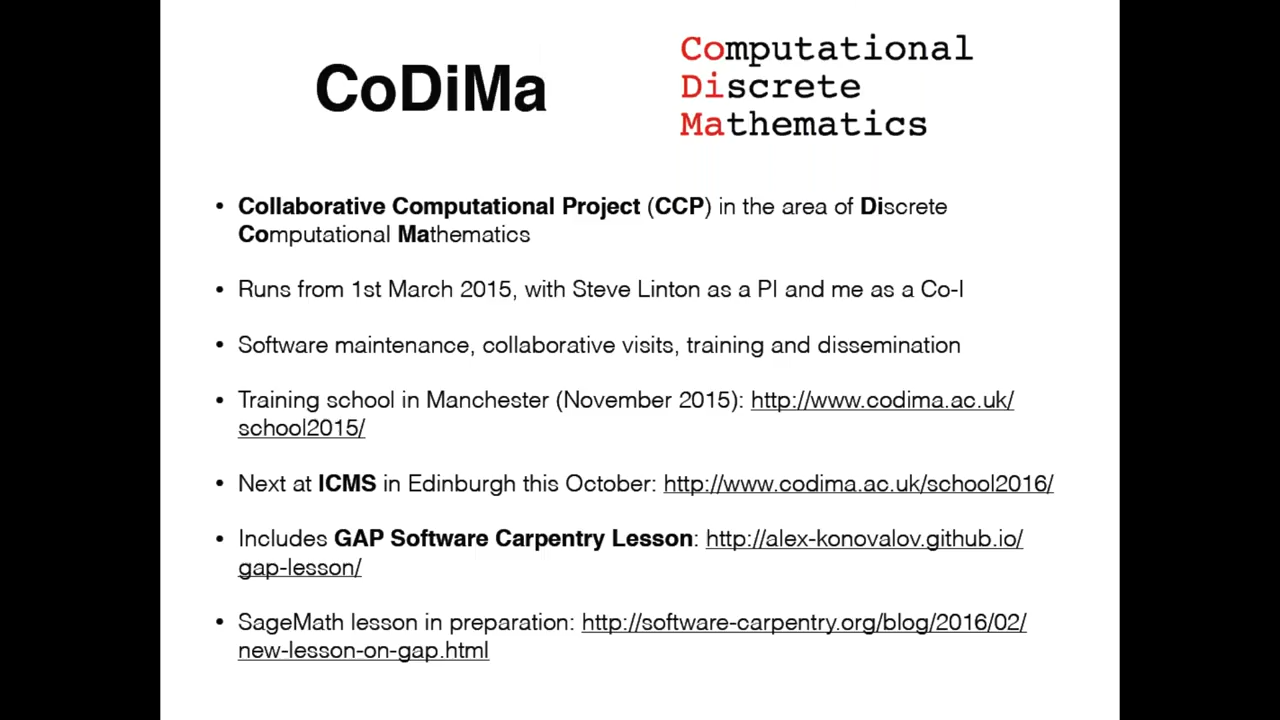 CoDiMa
Computational
Discrete
Mathematics
• Collaborative Computational Project (CCP) in the area of Discrete
Computational Mathematics
• Runs from 1st March 2015, with Steve Linton as a PI and me as a Co-I
• Software maintenance, collaborative visits, training and dissemination
• Training school in Manchester (November 2015): http://www.codima.ac.uk/
school2015/
• Next at ICMS in Edinburgh this October: http://www.codima.ac.uk/school2016/
• Includes GAP Software Carpentry Lesson: http://alex-konovalov.github.io/
gap-lesson/
• SageMath lesson in preparation: http://software-carpentry.org/blog/2016/02/
new-lesson-on-gap.html